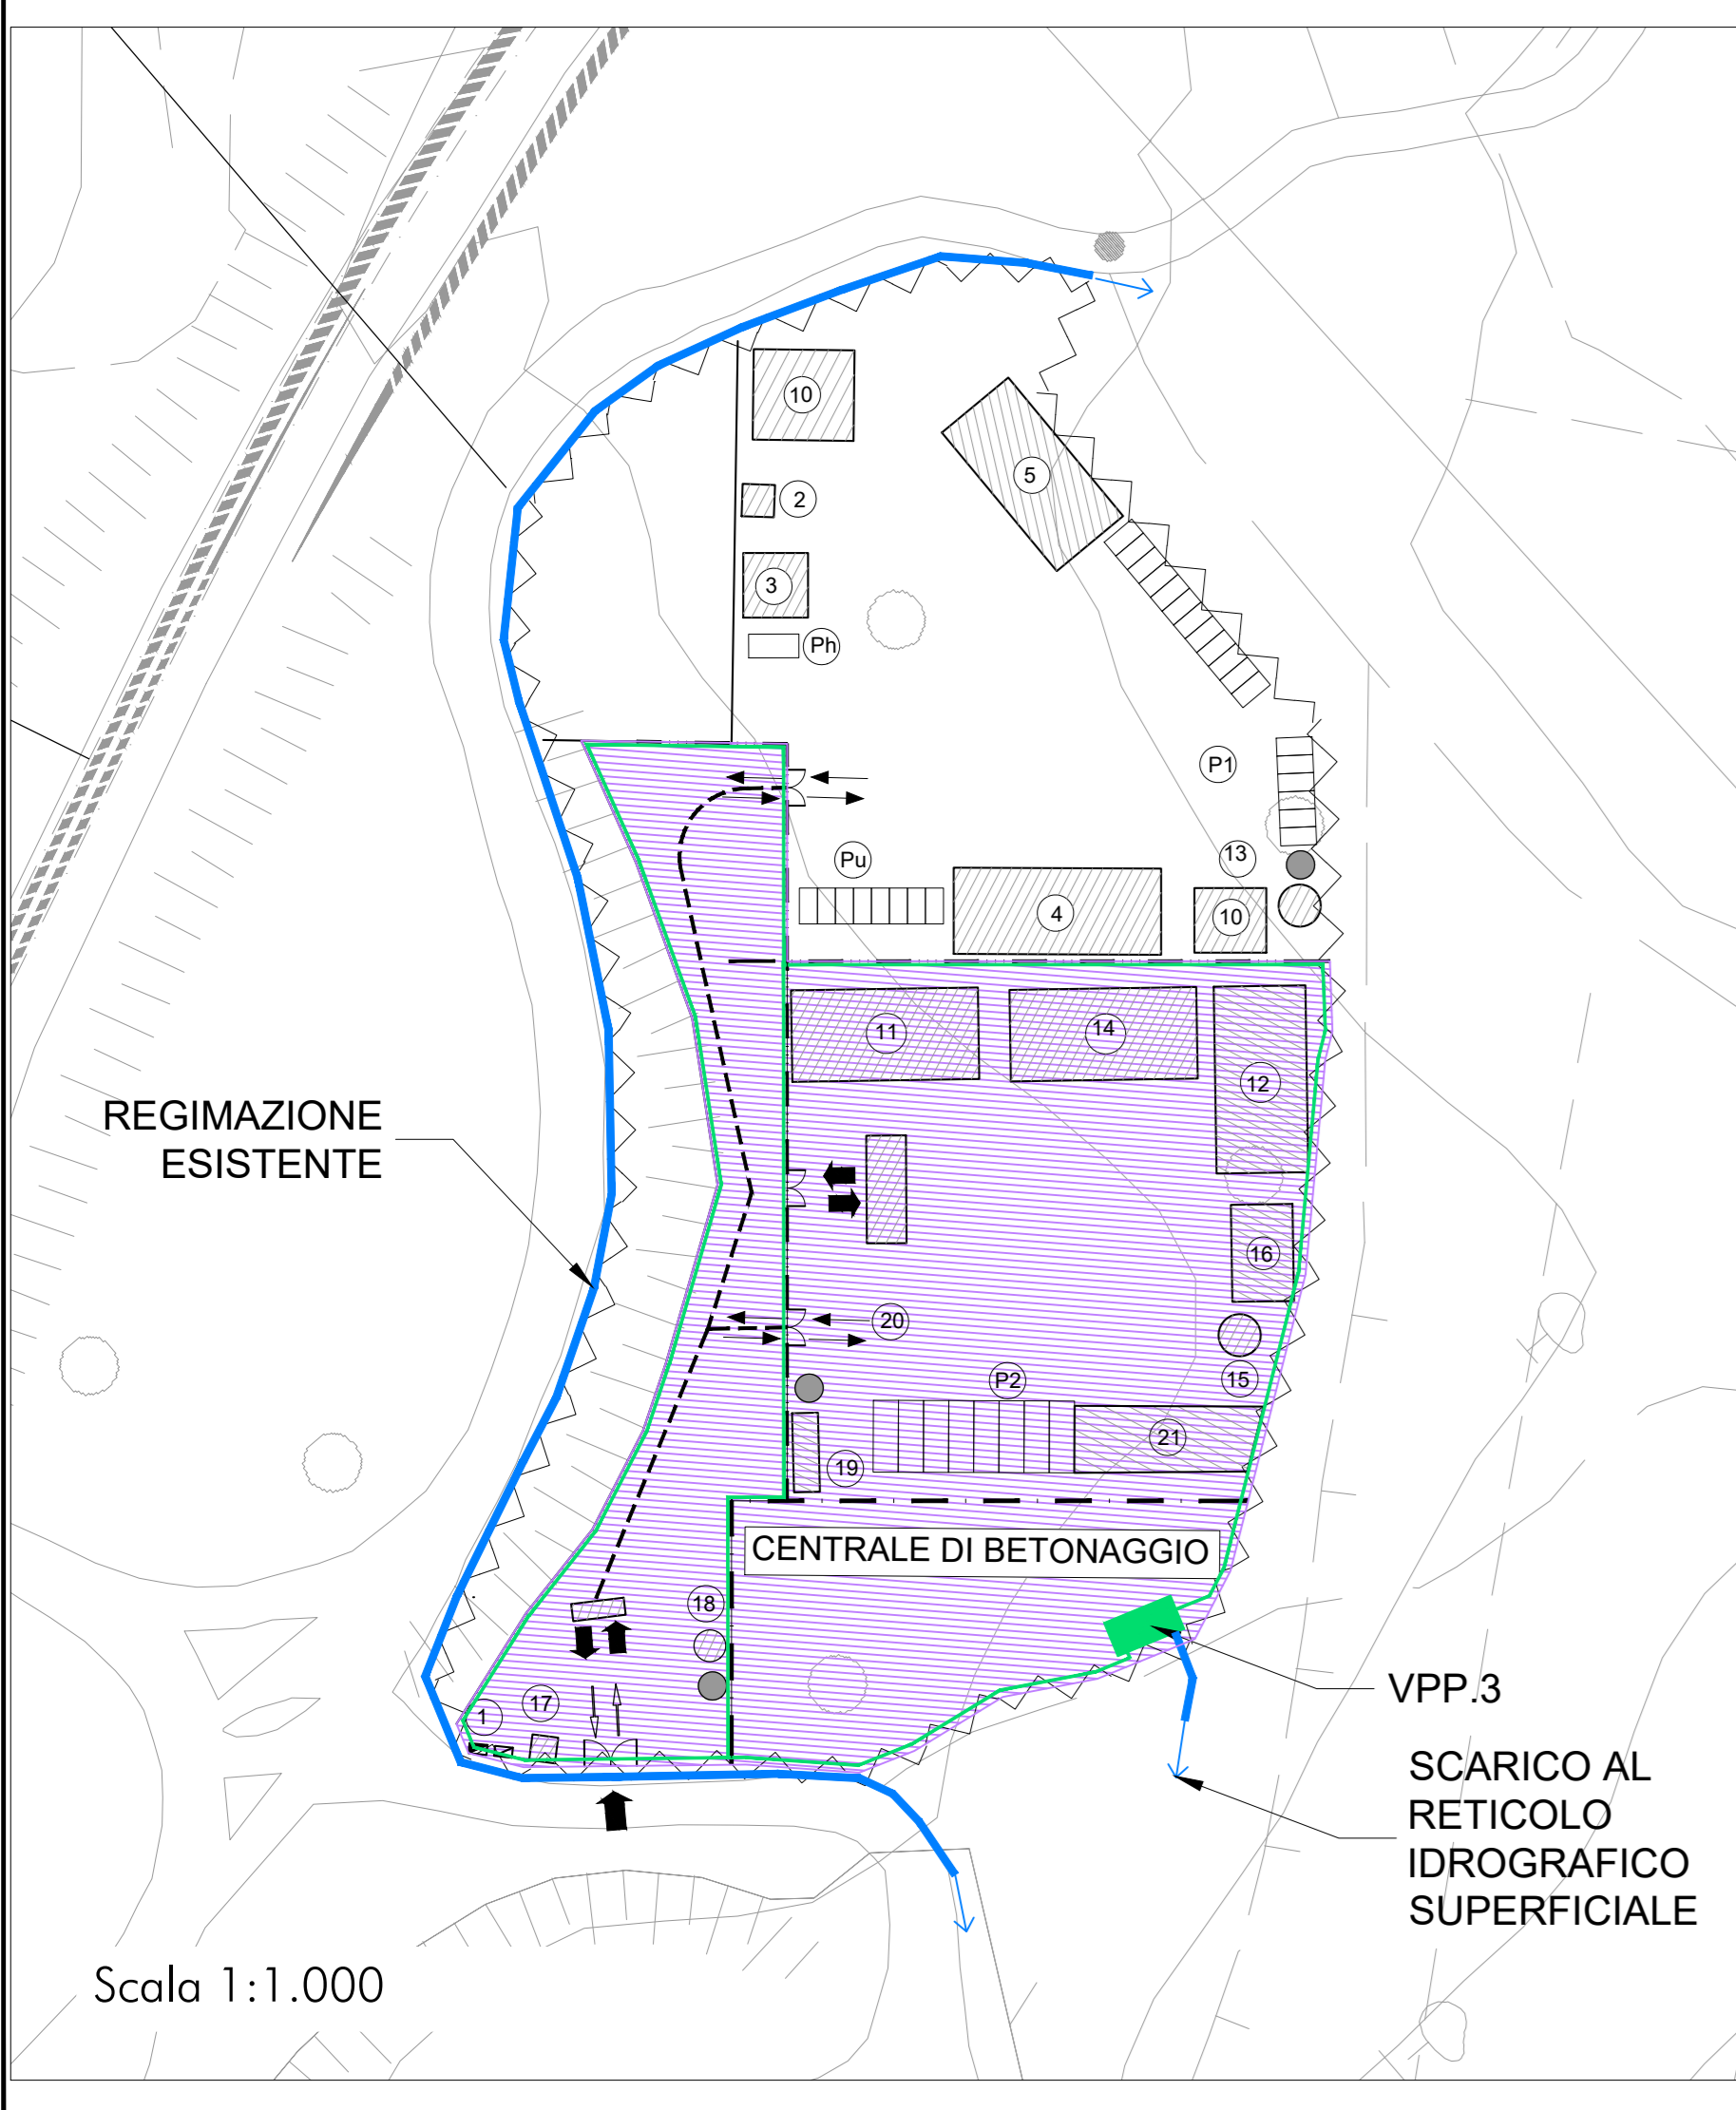 10
5
2
3
Ph
P1
Pu
13
4
10
11
14
12
REGIMAZIONE
ESISTENTE
16
20
P2
15
21
19
CENTRALE DI BETONAGGIO
18
VPP.3
17
1
SCARICO AL
RETICOLO
IDROGRAFICO
SUPERFICIALE
Scala 1:1.000